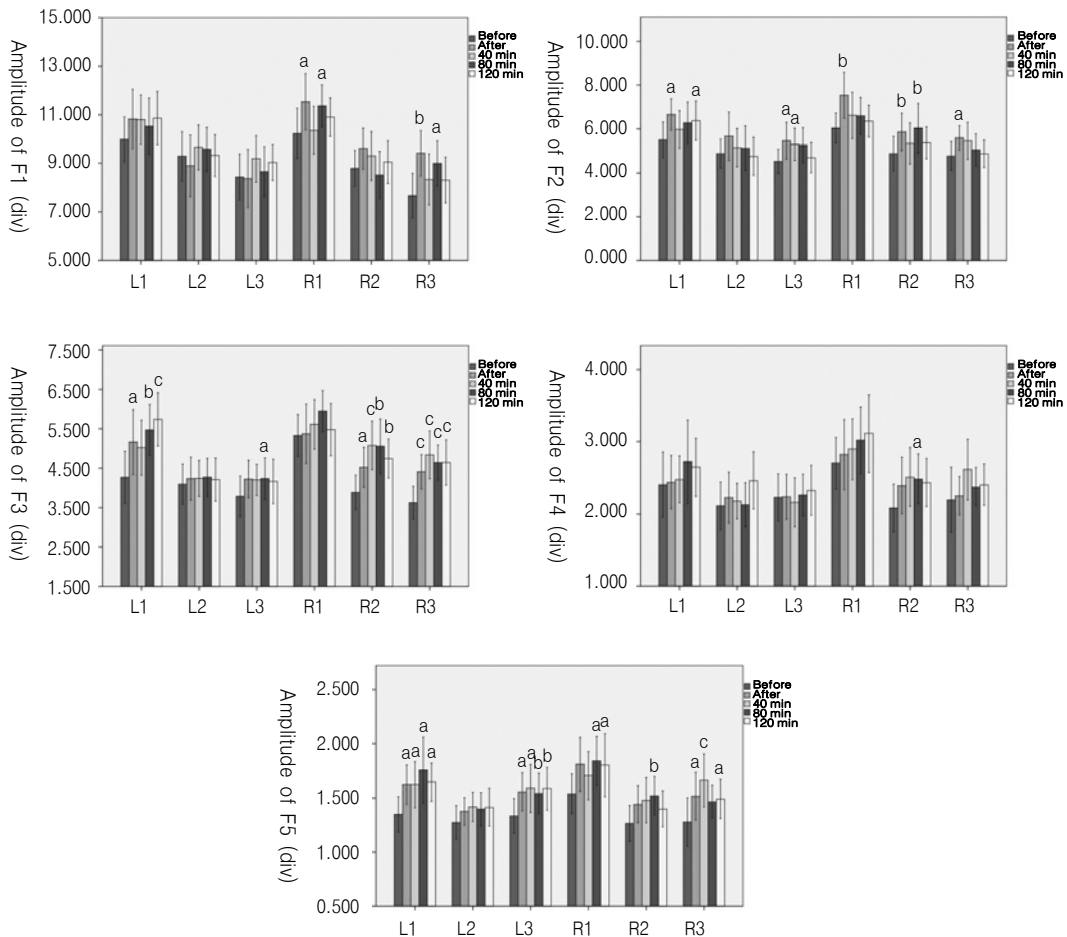 Amplitude of F1 (div)
15.000
13.000
11.000
9.000
7.000
5.000
a a b a
L1 L2 L3 R1 R2 R3
Before
After
40 min
80 min
120 min
Amplitude of F2 (div)
10.000
8.000
6.000
4.000
2.000
0.000
a a a a b b b a
L1 L2 L3 R1 R2 R3
Before
After
40 min
80 min
120 min
Amplitude of F3 (div)
7.500
6.500
5.500
4.500
3.500
2.500
1.500
a b c a a c b b c c c c
L1 L2 L3 R1 R2 R3
Before
After
40 min
80 min
120 min
Amplitude of F4 (div)
4.000
3.000
2.000
1.000
a
L1 L2 L3 R1 R2 R3
Before
After
40 min
80 min
120 min
Amplitude of F5 (div)
2.500
2.000
1.500
1.000
0.500
a a a a a a b b a a b a c a
L1 L2 L3 R1 R2 R3
Before
After
40 min
80 min
120 min